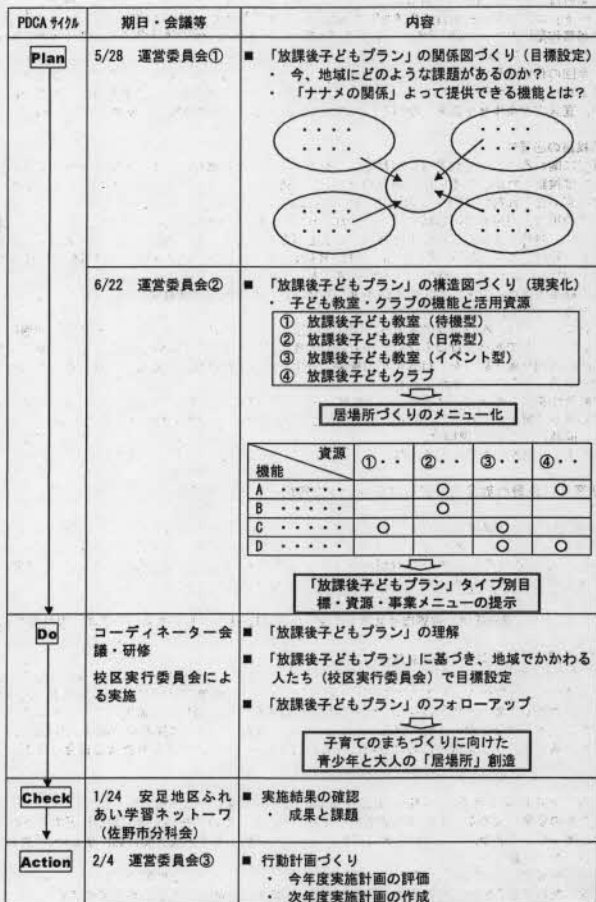 PDCA サイクル 期日・会議等 内容
Plan
5/28 運営委員会①
■ 「放課後子どもプラン」の関係図づくり(目標設定)
・ 今、地域にどのような課題があるのか?
・ 「ナナメの関係」よって提供できる機能とは?
・・・・
・・・・
・・・・
・・・・
・・・・
・・・・
・・・・
・・・・
6/22 運営委員会②
■ 「放課後子どもプラン」の構造図づくり(現実化)
・ 子ども教室・クラブの機能と活用資源
① 放課後子ども教室(待機型)
② 放課後子ども教室(日常型)
③ 放課後子ども教室(イベント型)
④ 放課後子どもクラブ
居場所づくりのメニュー化
資源
機能
①・・ ②・・ ③・・ ④・・
A ・・・・・ ○ ○
B ・・・・・ ○
C ・・・・・ ○ ○
D ・・・・・ ○ ○
「放課後子どもプラン」タイプ別目
標・資源・事業メニューの提示
Do
コーディネーター会
議・研修
校区実行委員会によ
る実施
■ 「放課後子どもプラン」の理解
■ 「放課後子どもプラン」に基づき、地域でかかわる
人たち(校区実行委員会)で目標設定
■ 「放課後子どもプラン」のフォローアップ
子育てのまちづくりに向けた
青少年と大人の「居場所」創造
Check
1/24 安足地区ふれ
あい学習ネットーワ
(佐野市分科会)
■ 実施結果の確認
・ 成果と課題
Action
2/4 運営委員会③
■ 行動計画づくり
・ 今年度実施計画の評価
・ 次年度実施計画の作成